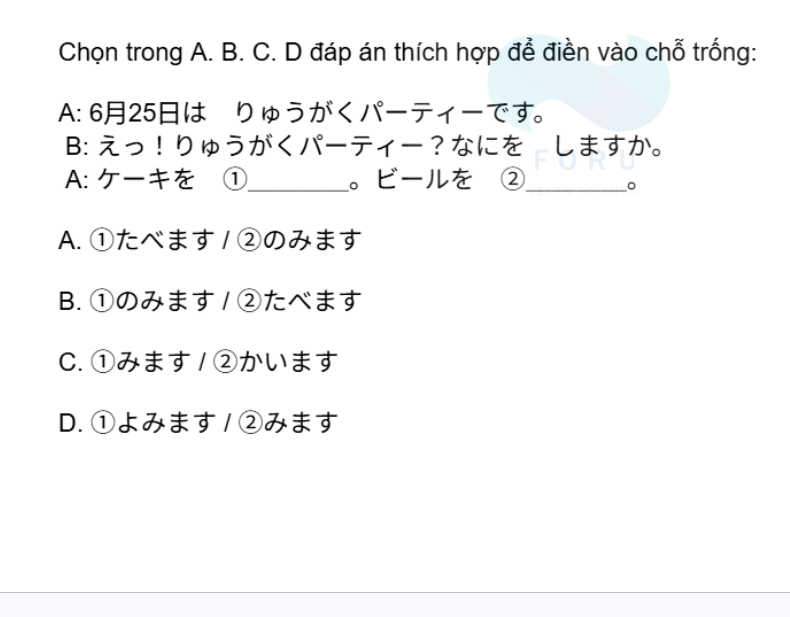 Chọn trong A. B. C. D đáp án thích hợp để điền vào chỗ trống:
A: 6月25日は　りゅうがくパーティーです。
B: えっ！りゅうがくパーティー？なにを　しますか。
A: ケーキを　①_________。ビールを　②_________。
A. ①たべます / ②のみます
B. ①のみます / ②たべます
C. ①みます / ②かいます
D. ①よみます / ②みます
FORU